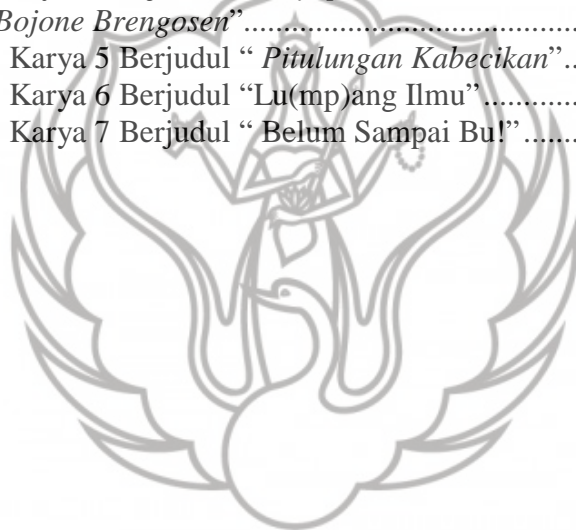 Bojone Brengosen”.....................................
Karya 5 Berjudul “ Pitulungan Kabecikan”..
Karya 6 Berjudul “Lu(mp)ang Ilmu”.............
Karya 7 Berjudul “ Belum Sampai Bu!”.......